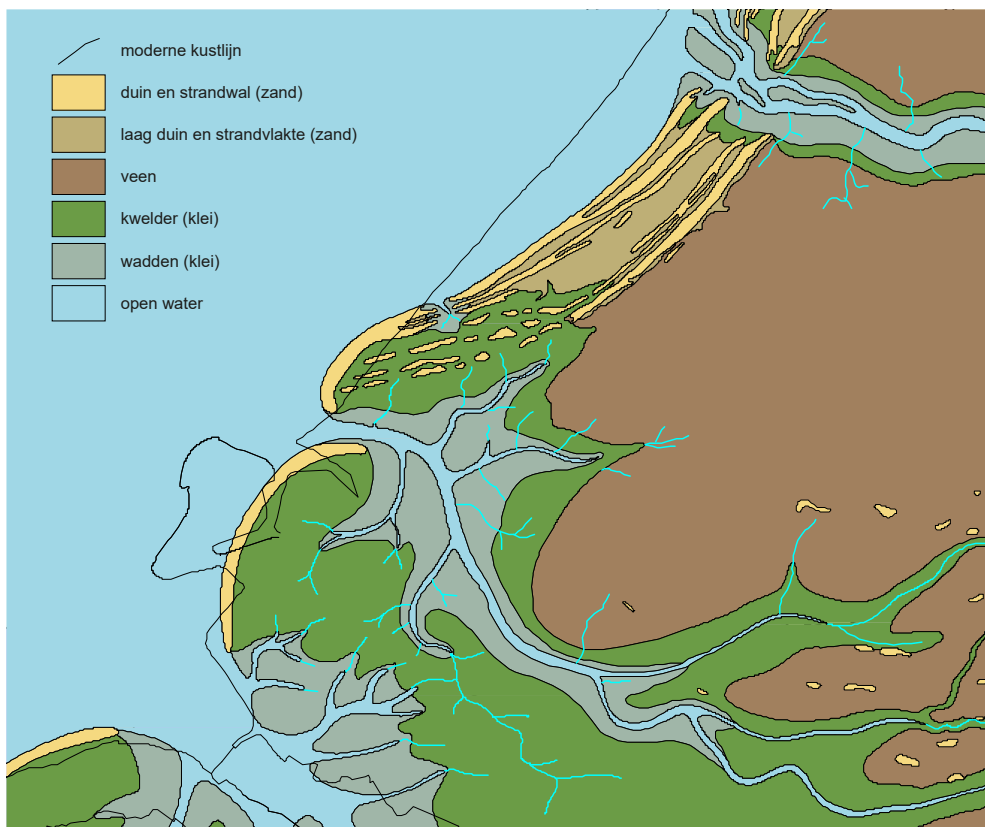 moderne kustlijn
duin en strandwal (zand)
laag duin en strandvlakte (zand)
veen
kwelder (klei)
wadden (klei)
open water